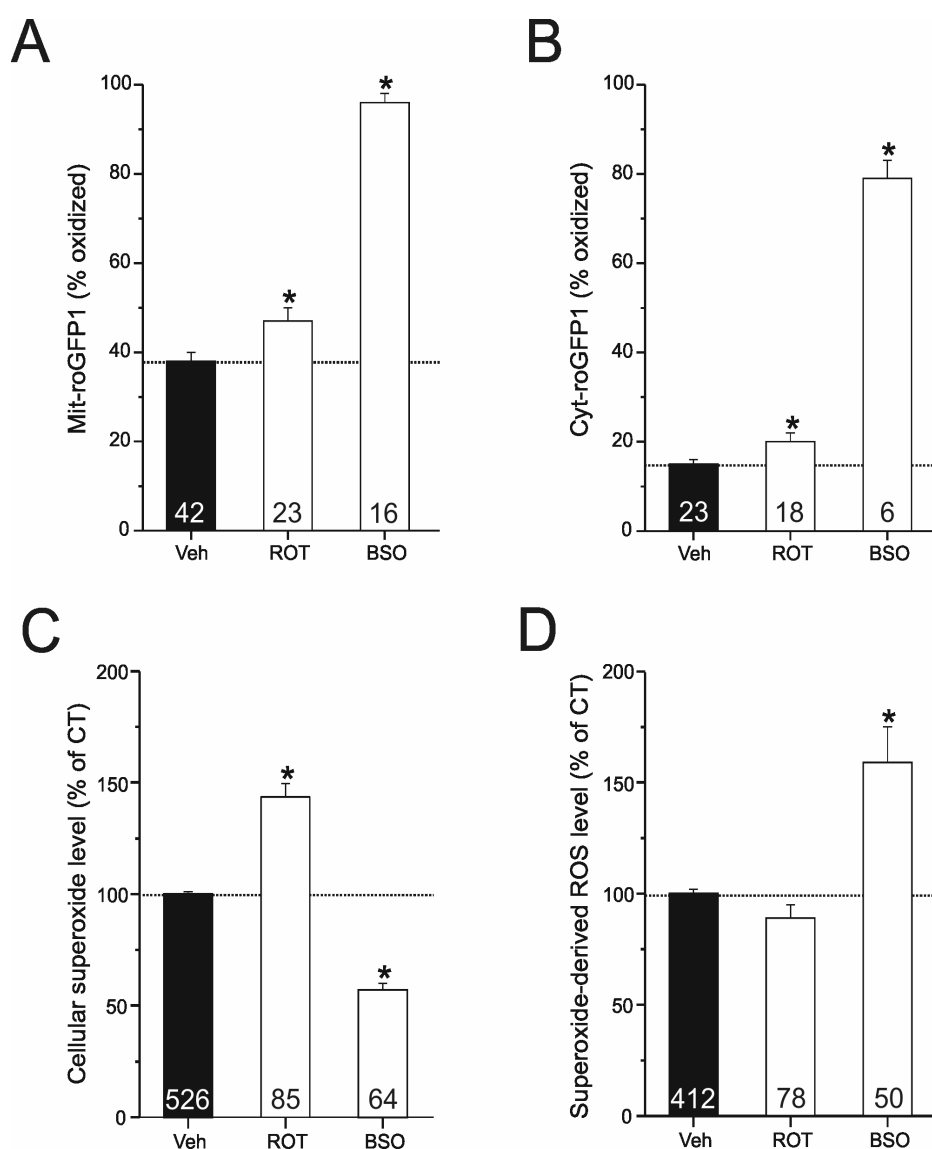 A
Mit-roGFP1 (% oxidized)
100
80
60
40
20
0
*
*
42
23
16
Veh
ROT
BSO
B
Cyt-roGFP1 (% oxidized)
100
80
60
40
20
0
*
*
23
18
6
Veh
ROT
BSO
C
Cellular superoxide level (% of CT)
200
150
100
50
0
*
*
526
85
64
Veh
ROT
BSO
D
Superoxide-derived ROS level (% of CT)
200
150
100
50
0
*
412
78
50
Veh
ROT
BSO